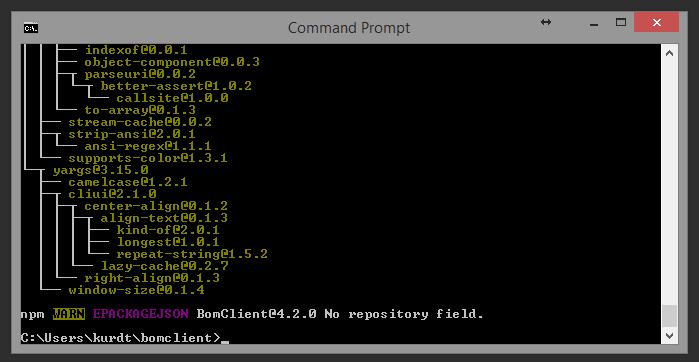 C:\.
Command Prompt
indexof@0.0.1
object-component@0.0.3
parseuri@0.0.2
better-assert@1.0.2
callsite@1.0.0
to-array@0.1.3
stream-cache@0.0.2
strip-ansi@2.0.1
ansi-regex@1.1.1
supports-color@1.3.1
yargs@3.15.0
camelcase@1.2.1
cliui@2.1.0
center-align@0.1.2
align-text@0.1.3
kind-of@2.0.1
longest@1.0.1
repeat-string@1.5.2
lazy-cache@0.2.7
right-align@0.1.3
window-size@0.1.4
npm WARN EPACKAGEJSON BomClient@4.2.0 No repository field.
C:\Users\kurdt\bomclient>_